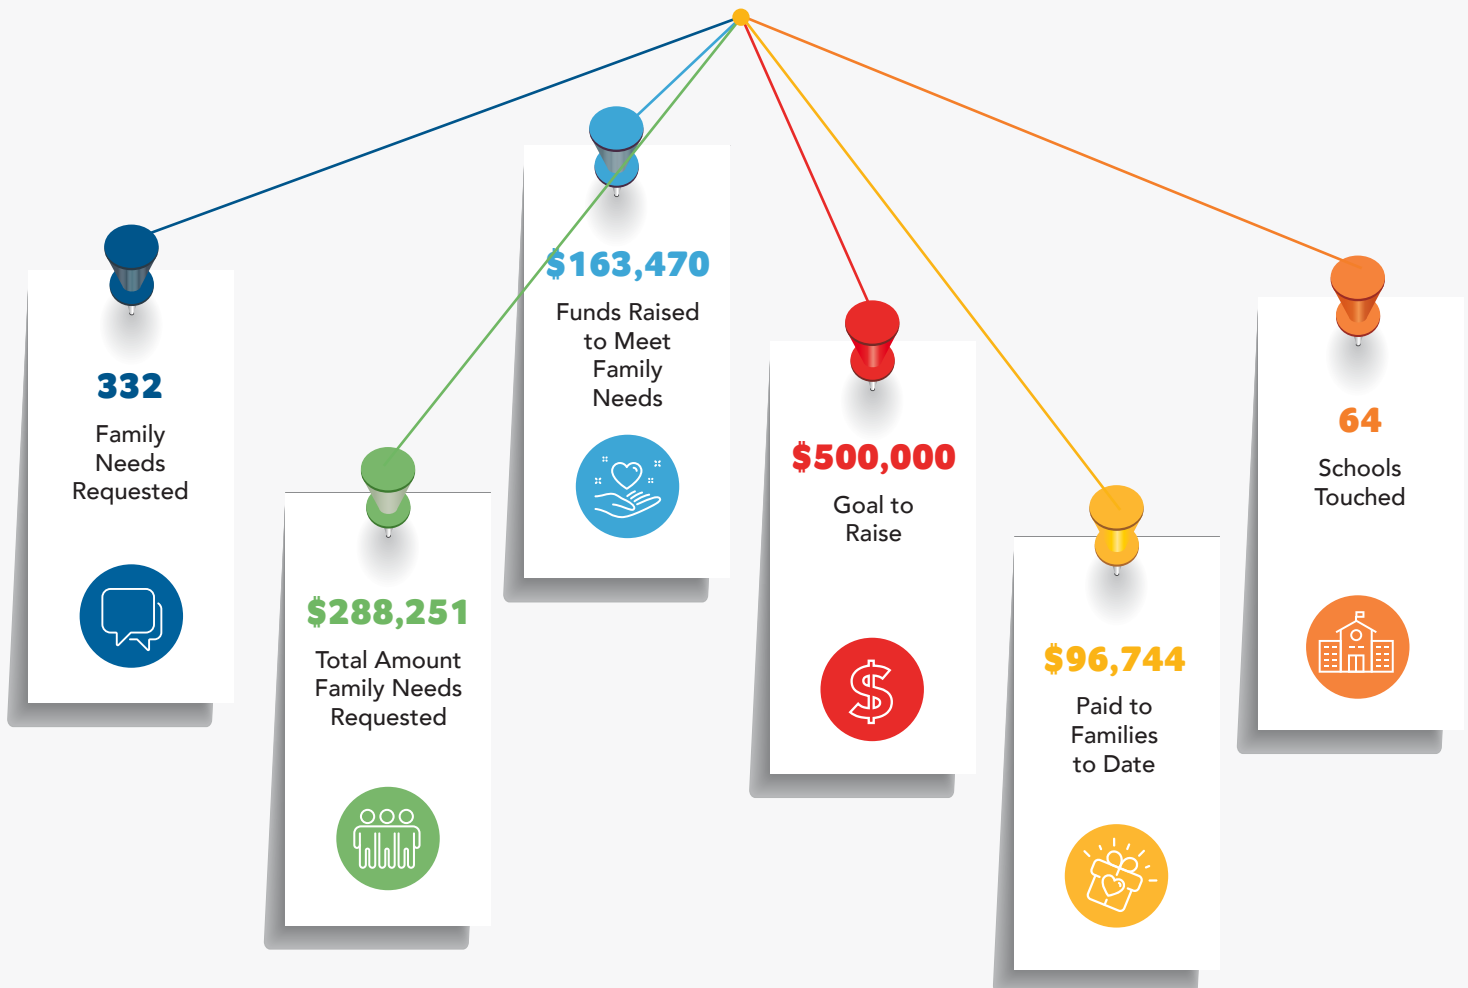 332
Family
Needs
Requested
$288,251
Total Amount
Family Needs
Requested
$163,470
Funds Raised
to Meet
Family
Needs
$500,000
Goal to
Raise
$96,744
Paid to
Families
to Date
64
Schools
Touched